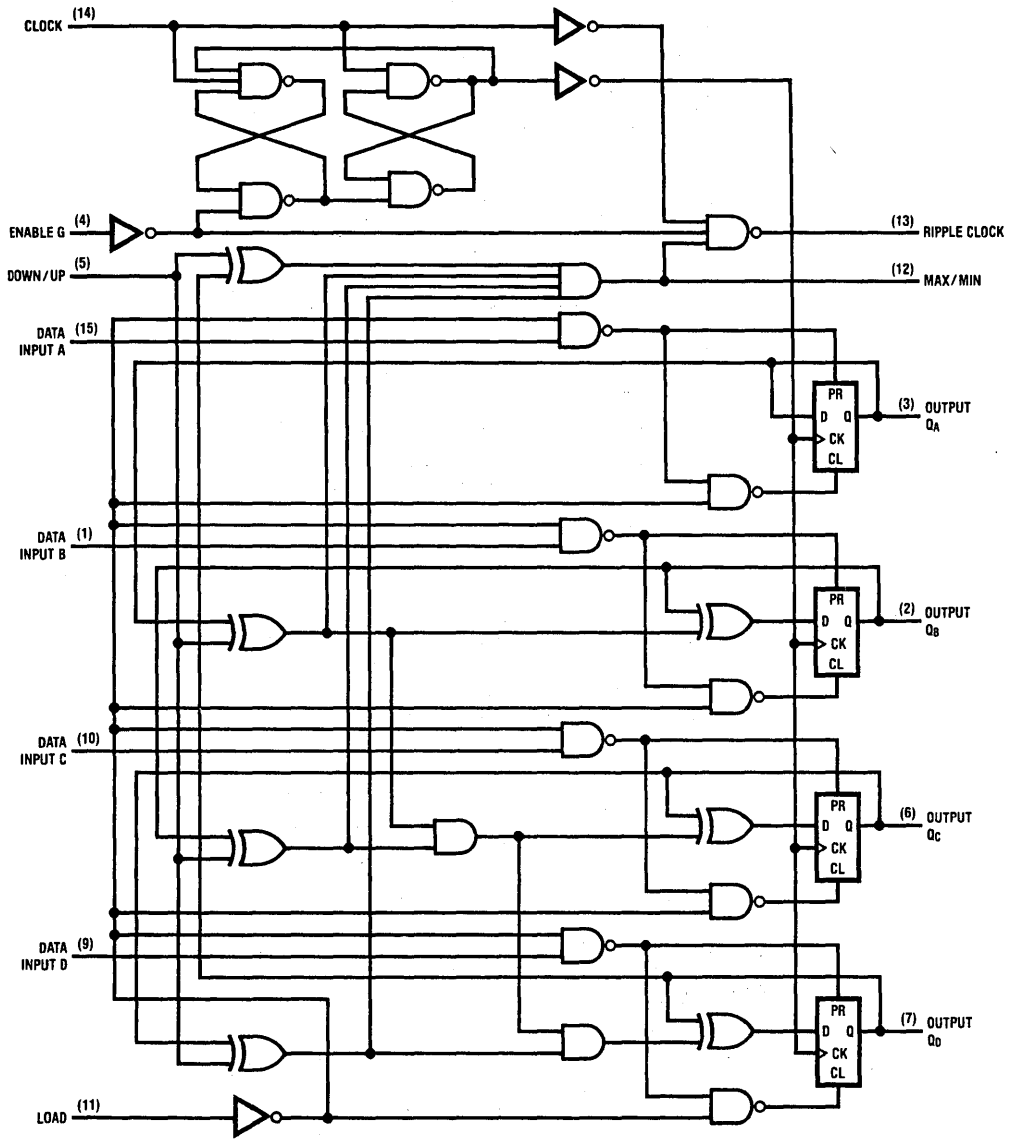 CLOCK (14)
ENABLE G (4)
DOWN/UP (5)
(13) RIPPLE CLOCK
(12) MAX/MIN
DATA (15)
INPUT A
PR
D Q
CK
CL
(3) OUTPUT
QA
DATA (1)
INPUT B
PR
D Q
CK
CL
(2) OUTPUT
QB
DATA (10)
INPUT C
PR
D Q
CK
CL
(6) OUTPUT
QC
DATA (9)
INPUT D
PR
D Q
CK
CL
(7) OUTPUT
QD
LOAD (11)